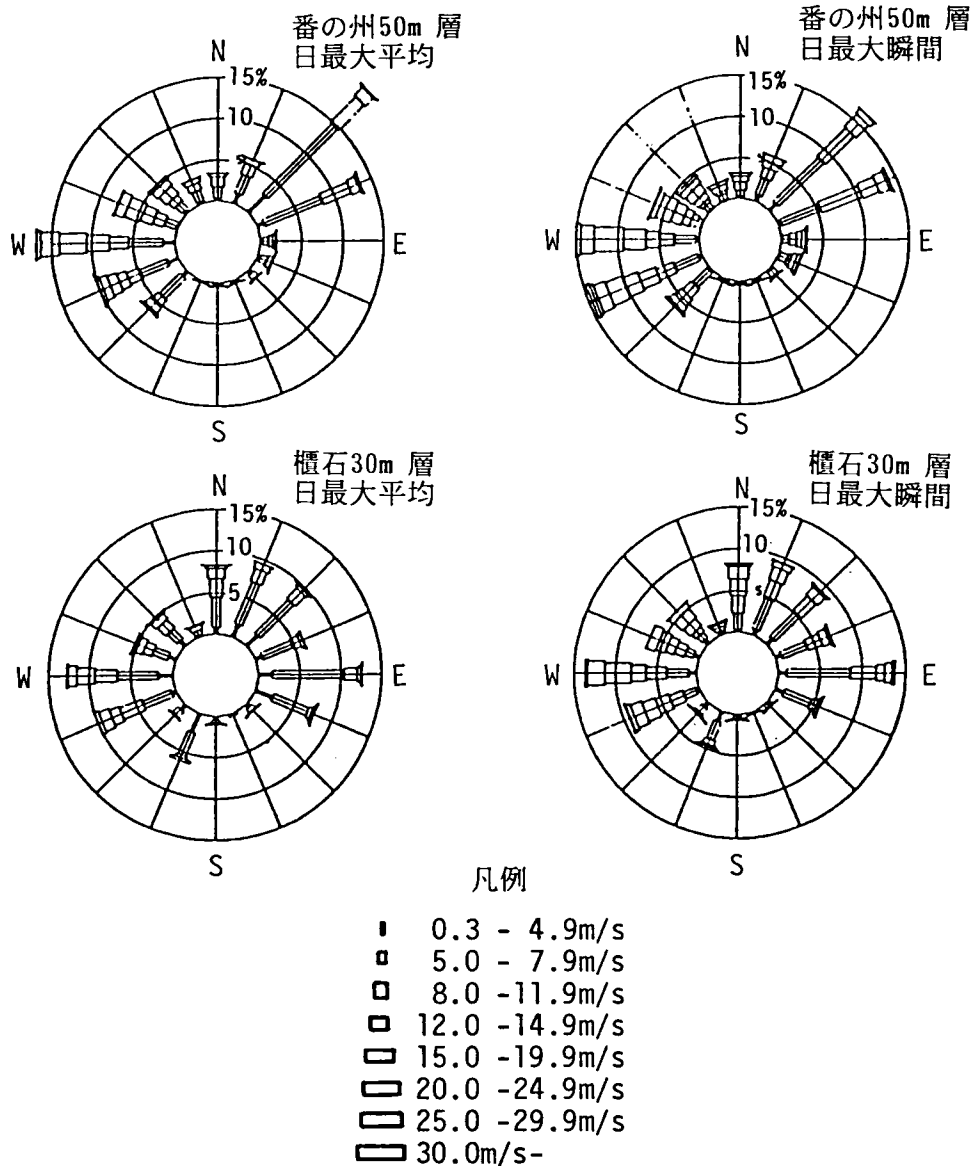 番の州50m 層
日最大平均
N
15%
10
W
E
S
番の州50m 層
日最大瞬間
N
15%
10
W
E
S
櫃石30m 層
日最大平均
N
15%
10
5
W
E
S
櫃石30m 層
日最大瞬間
N
15%
10
s
W
E
S
凡例
0.3 - 4.9m/s
5.0 - 7.9m/s
8.0 -11.9m/s
12.0 -14.9m/s
15.0 -19.9m/s
20.0 -24.9m/s
25.0 -29.9m/s
30.0m/s-